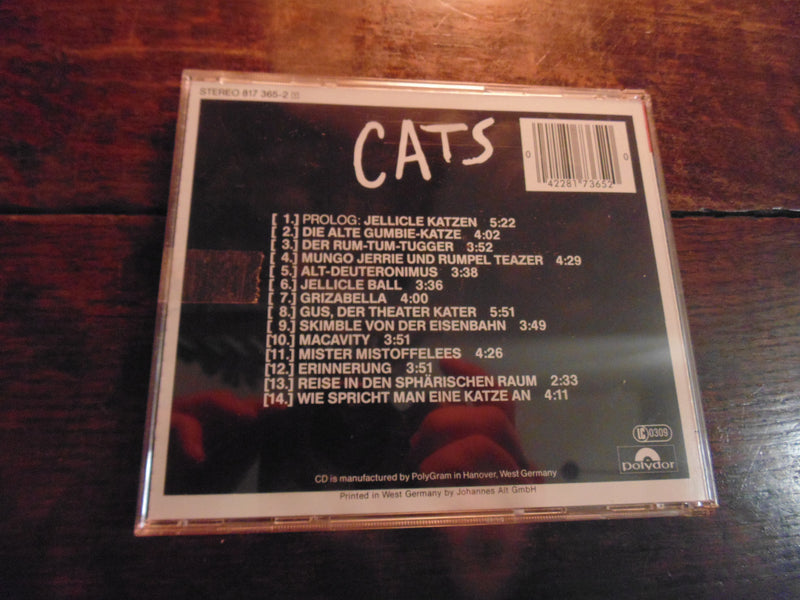 STEREO 817 365-2
CATS
0 42281 73652 0
[ 1.] PROLOG: JELLICLE KATZEN 5:22
[ 2.] DIE ALTE GUMBIE-KATZE 4:02
[ 3.] DER RUM-TUM-TUGGER 3:52
[ 4.] MUNGO JERRIE UND RUMPEL TEAZER 4:29
[ 5.] ALT-DEUTERONIMUS 3:38
[ 6.] JELLICLE BALL 3:36
[ 7.] GRIZABELLA 4:00
[ 8.] GUS, DER THEATER KATER 5:51
[ 9.] SKIMBLE VON DER EISENBAHN 3:49
[10.] MACAVITY 3:51
[11.] MISTER MISTOFFELEES 4:26
[12.] ERINNERUNG 3:51
[13.] REISE IN DEN SPHÄRISCHEN RAUM 2:33
[14.] WIE SPRICHT MAN EINE KATZE AN 4:11
LC 0309
polydor
CD is manufactured by PolyGram in Hanover, West Germany
Printed in West Germany by Johannes Alt GmbH